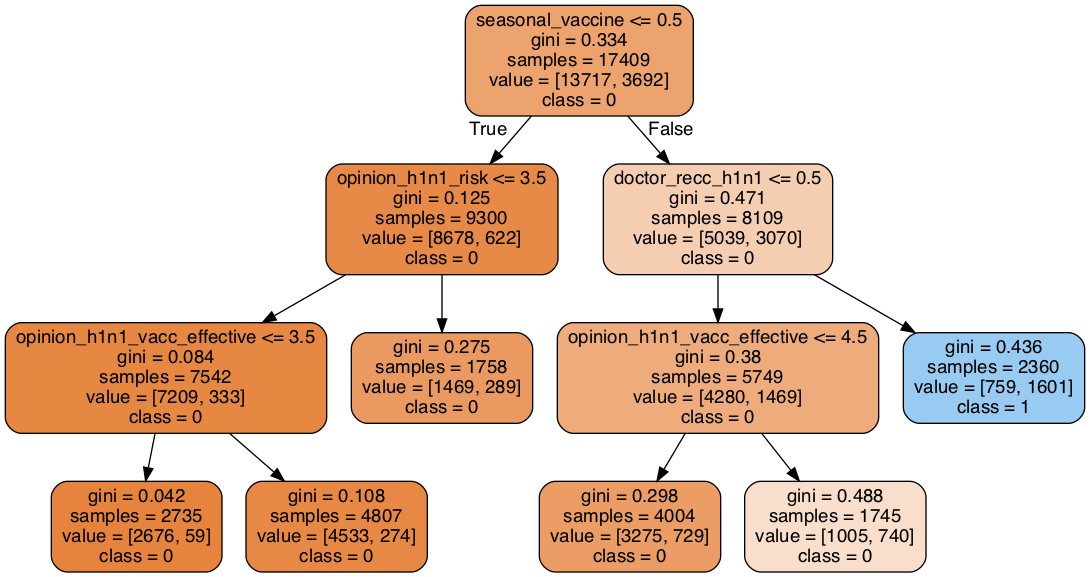 seasonal_vaccine <= 0.5
gini = 0.334
samples = 17409
value = [13717, 3692]
class = 0
True
False
opinion_h1n1_risk <= 3.5
gini = 0.125
samples = 9300
value = [8678, 622]
class = 0
doctor_recc_h1n1 <= 0.5
gini = 0.471
samples = 8109
value = [5039, 3070]
class = 0
opinion_h1n1_vacc_effective <= 3.5
gini = 0.084
samples = 7542
value = [7209, 333]
class = 0
gini = 0.275
samples = 1758
value = [1469, 289]
class = 0
opinion_h1n1_vacc_effective <= 4.5
gini = 0.38
samples = 5749
value = [4280, 1469]
class = 0
gini = 0.436
samples = 2360
value = [759, 1601]
class = 1
gini = 0.042
samples = 2735
value = [2676, 59]
class = 0
gini = 0.108
samples = 4807
value = [4533, 274]
class = 0
gini = 0.298
samples = 4004
value = [3275, 729]
class = 0
gini = 0.488
samples = 1745
value = [1005, 740]
class = 0